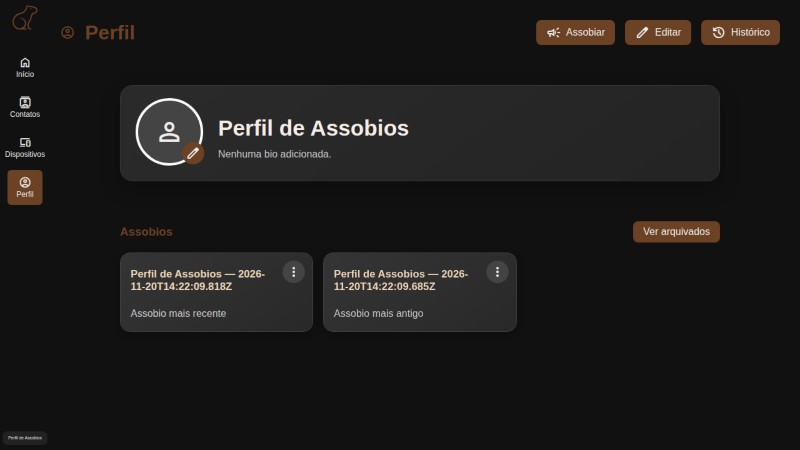 Perfil
Assobiar
Editar
Histórico
Início
Contatos
Dispositivos
Perfil
Perfil de Assobios
Nenhuma bio adicionada.
Assobios
Ver arquivados
Perfil de Assobios — 2026-
11-20T14:22:09.818Z
Assobio mais recente
Perfil de Assobios — 2026-
11-20T14:22:09.685Z
Assobio mais antigo
Perfil de Assobios